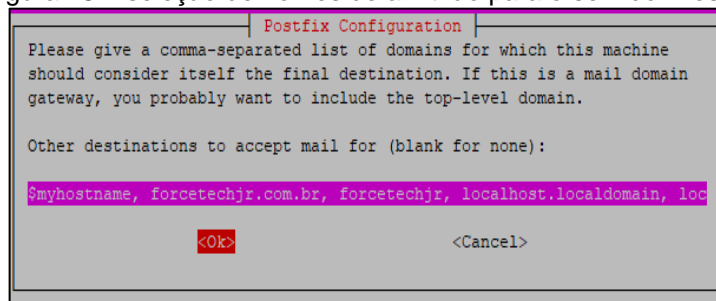 Postfix Configuration
Please give a comma-separated list of domains for which this machine
should consider itself the final destination. If this is a mail domain
gateway, you probably want to include the top-level domain.
Other destinations to accept mail for (blank for none):
$myhostname, forcetechjr.com.br, forcetechjr, localhost.localdomain, loc
<Ok> <Cancel>